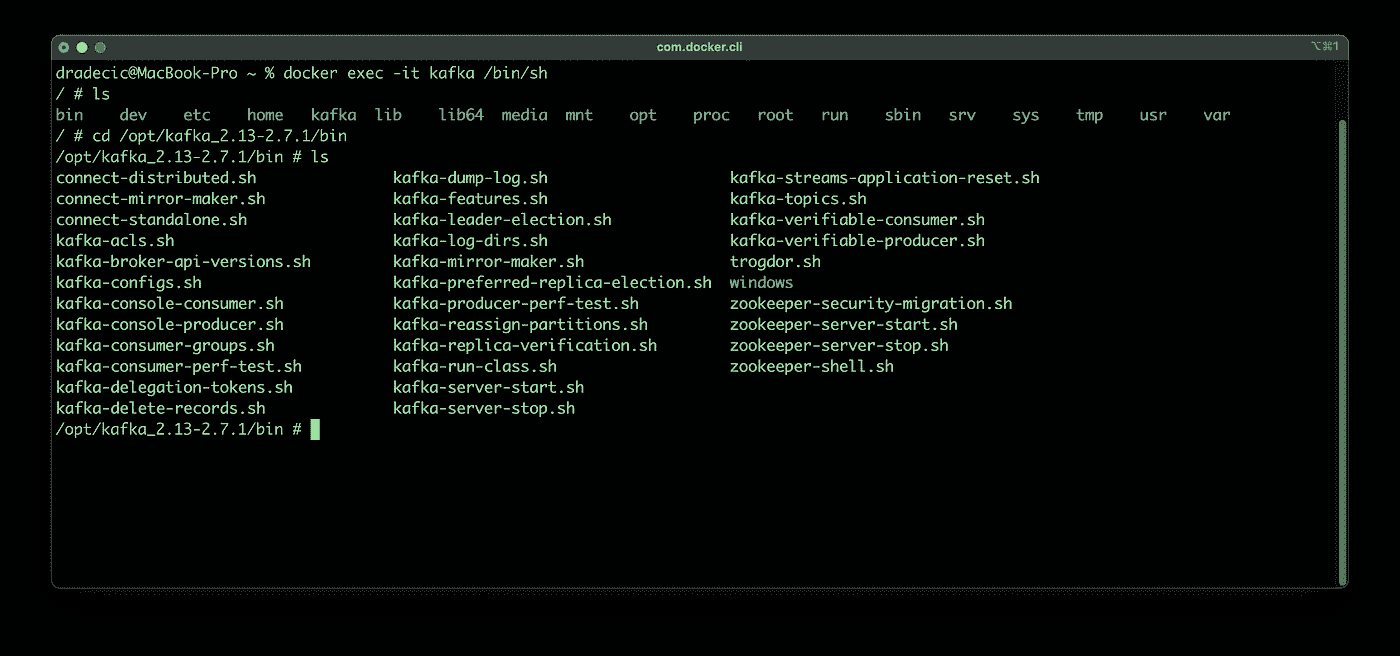 com.docker.cli
⌥⌘1
dradecic@MacBook-Pro ~ % docker exec -it kafka /bin/sh
/ # ls
bin dev etc home kafka lib lib64 media mnt opt proc root run sbin srv sys tmp usr var
/ # cd /opt/kafka_2.13-2.7.1/bin
/opt/kafka_2.13-2.7.1/bin # ls
connect-distributed.sh kafka-dump-log.sh kafka-streams-application-reset.sh
connect-mirror-maker.sh kafka-features.sh kafka-topics.sh
connect-standalone.sh kafka-leader-election.sh kafka-verifiable-consumer.sh
kafka-acls.sh kafka-log-dirs.sh kafka-verifiable-producer.sh
kafka-broker-api-versions.sh kafka-mirror-maker.sh trogdor.sh
kafka-configs.sh kafka-preferred-replica-election.sh windows
kafka-console-consumer.sh kafka-producer-perf-test.sh zookeeper-security-migration.sh
kafka-console-producer.sh kafka-reassign-partitions.sh zookeeper-server-start.sh
kafka-consumer-groups.sh kafka-replica-verification.sh zookeeper-server-stop.sh
kafka-consumer-perf-test.sh kafka-run-class.sh zookeeper-shell.sh
kafka-delegation-tokens.sh kafka-server-start.sh
kafka-delete-records.sh kafka-server-stop.sh
/opt/kafka_2.13-2.7.1/bin #